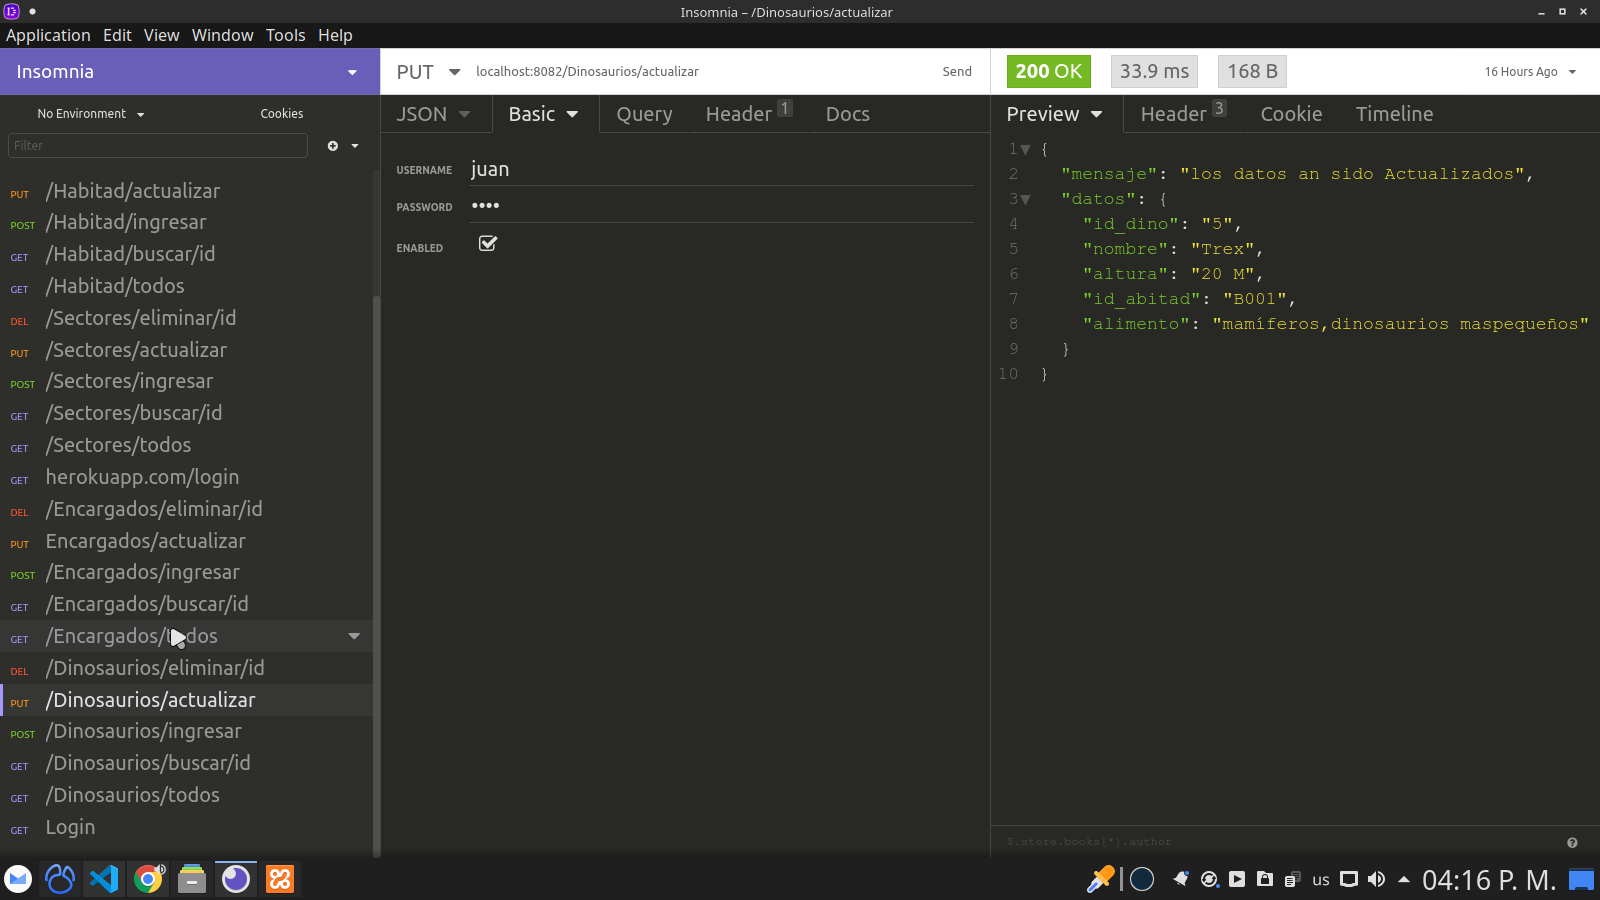 Insomnia – /Dinosaurios/actualizar
Application Edit View Window Tools Help
Insomnia
PUT localhost:8082/Dinosaurios/actualizar Send
200 OK 33.9 ms 168 B 16 Hours Ago
No Environment Cookies
JSON Basic Query Header 1 Docs
Preview Header 3 Cookie Timeline
Filter
USERNAME juan
PASSWORD ••••
ENABLED
PUT /Habitad/actualizar
POST /Habitad/ingresar
GET /Habitad/buscar/id
GET /Habitad/todos
DEL /Sectores/eliminar/id
PUT /Sectores/actualizar
POST /Sectores/ingresar
GET /Sectores/buscar/id
GET /Sectores/todos
GET herokuapp.com/login
DEL /Encargados/eliminar/id
PUT Encargados/actualizar
POST /Encargados/ingresar
GET /Encargados/buscar/id
GET /Encargados/todos
DEL /Dinosaurios/eliminar/id
PUT /Dinosaurios/actualizar
POST /Dinosaurios/ingresar
GET /Dinosaurios/buscar/id
GET /Dinosaurios/todos
GET Login
1 {
2 "mensaje": "los datos an sido Actualizados",
3 "datos": {
4 "id_dino": "5",
5 "nombre": "Trex",
6 "altura": "20 M",
7 "id_abitad": "B001",
8 "alimento": "mamíferos,dinosaurios maspequeños"
9 }
10 }
$.store.books[*].author
us 04:16 P. M.